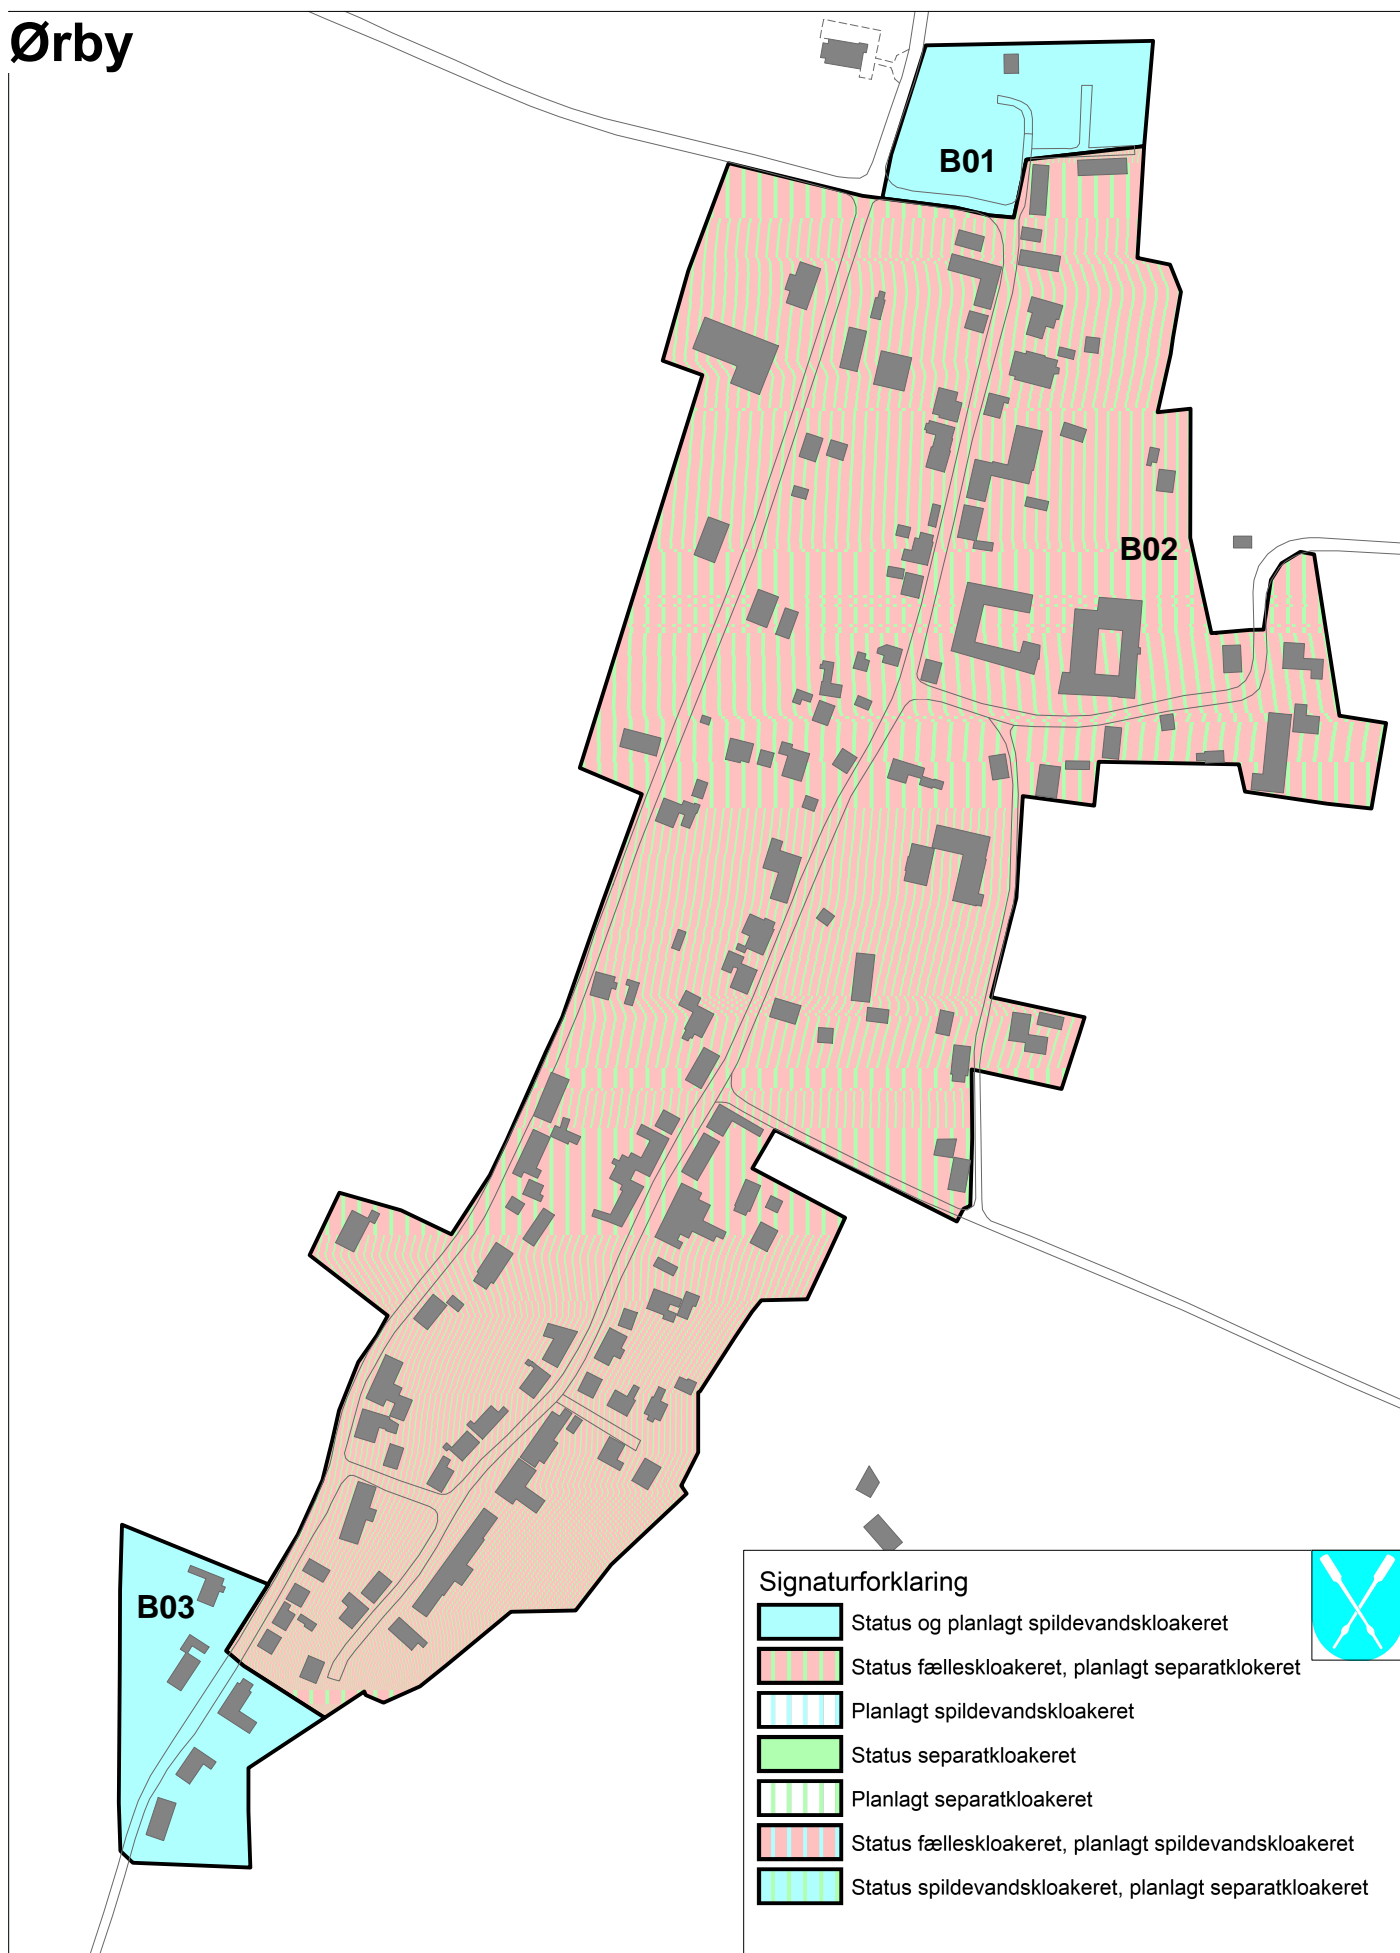 Ørby
B01
B02
B03
Signaturforklaring
Status og planlagt spildevandskloakeret
Status fælleskloakeret, planlagt separatklokeret
Planlagt spildevandskloakeret
Status separatkloakeret
Planlagt separatkloakeret
Status fælleskloakeret, planlagt spildevandskloakeret
Status spildevandskloakeret, planlagt separatkloakeret